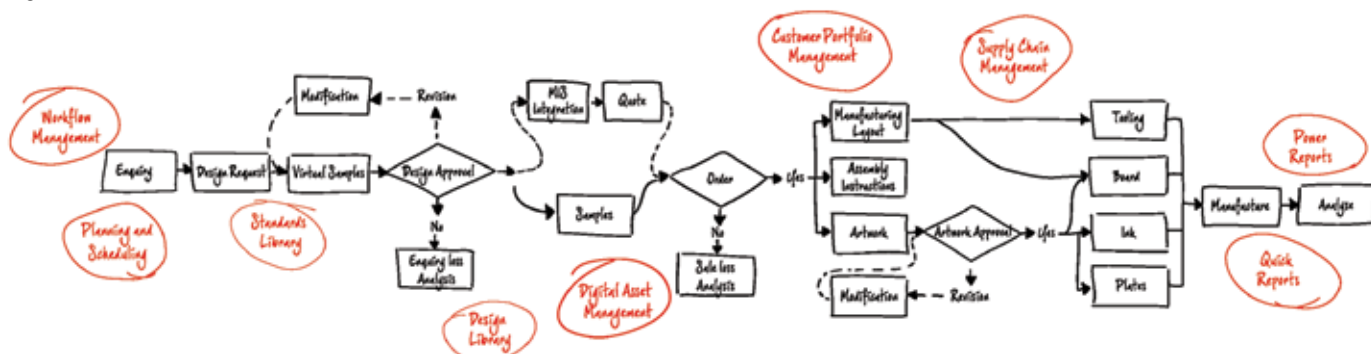 Customer Portfolio
Management
Supply Chain
Management
Workflow
Management
Modification
Revision
MIS
Integration
Quote
Manufacturing
Layout
Tooling
Power
Reports
Enquiry
Design Request
Virtual Samples
Design Approval
Order
Yes
Assembly
Instructions
Board
Planning and
Scheduling
Standards
Library
No
Samples
No
Artwork
Artwork Approval
Yes
Ink
Manufacture
Analyse
Enquiry loss
Analysis
Digital Asset
Management
Sale loss
Analysis
Modification
Revision
Plates
Quick
Reports
Design
Library